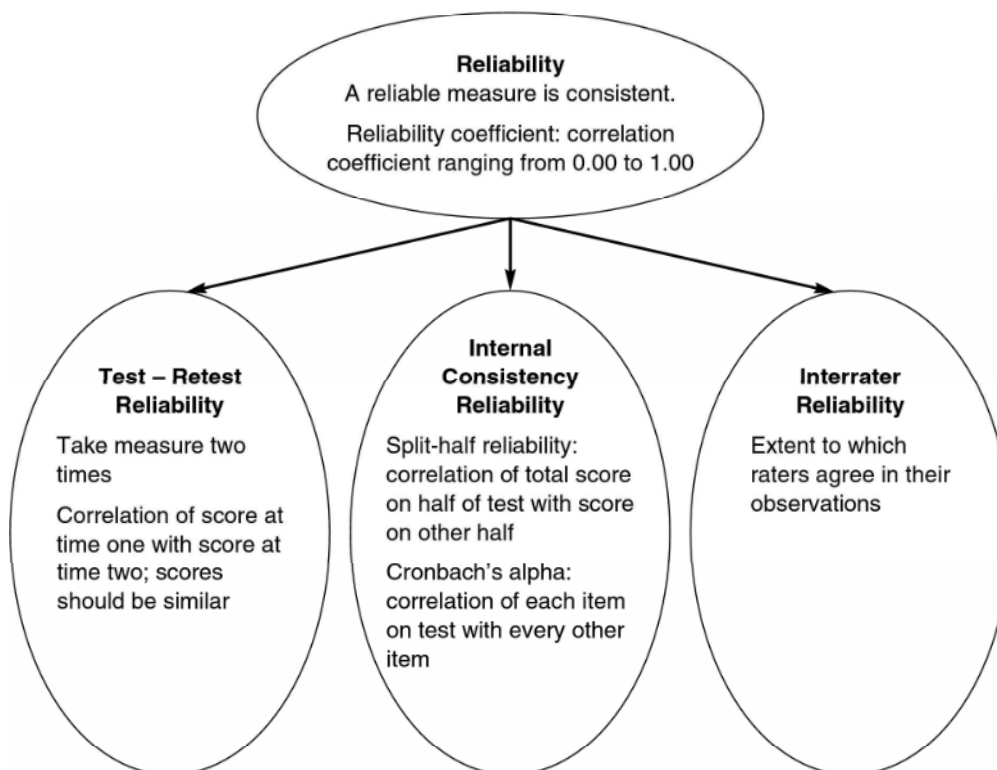 Reliability
A reliable measure is consistent.
Reliability coefficient: correlation
coefficient ranging from 0.00 to 1.00
Test – Retest
Reliability
Take measure two
times
Correlation of score at
time one with score at
time two; scores
should be similar
Internal
Consistency
Reliability
Split-half reliability:
correlation of total score
on half of test with score
on other half
Cronbach’s alpha:
correlation of each item
on test with every other
item
Interrater
Reliability
Extent to which
raters agree in their
observations